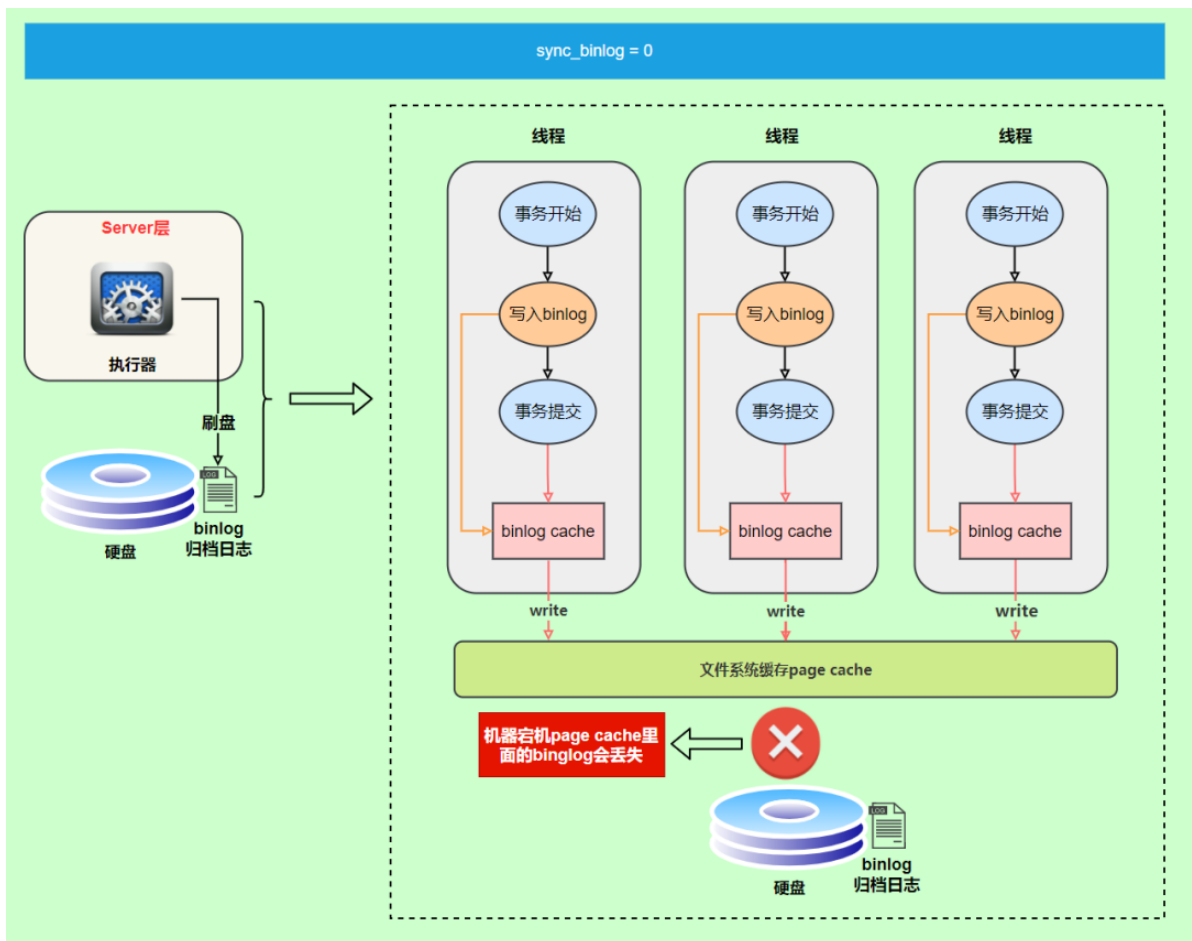 sync_binlog = 0
Server层
执行器
刷盘
LOG
binlog
归档日志
硬盘
线程
事务开始
写入binlog
事务提交
binlog cache
write
线程
事务开始
写入binlog
事务提交
binlog cache
write
线程
事务开始
写入binlog
事务提交
binlog cache
write
文件系统缓存page cache
机器宕机page cache里
面的binglog会丢失
LOG
binlog
归档日志
硬盘